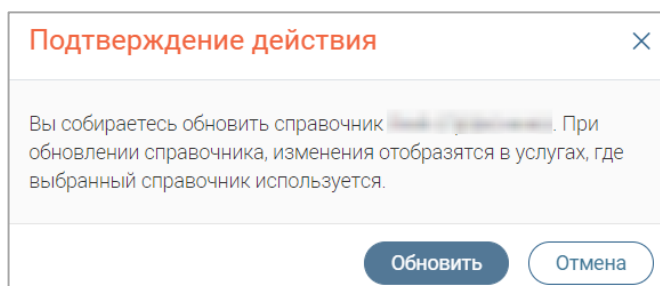 Подтверждение действия
Вы собираетесь обновить справочник . При
обновлении справочника, изменения отобразятся в услугах, где
выбранный справочник используется.
Обновить Отмена